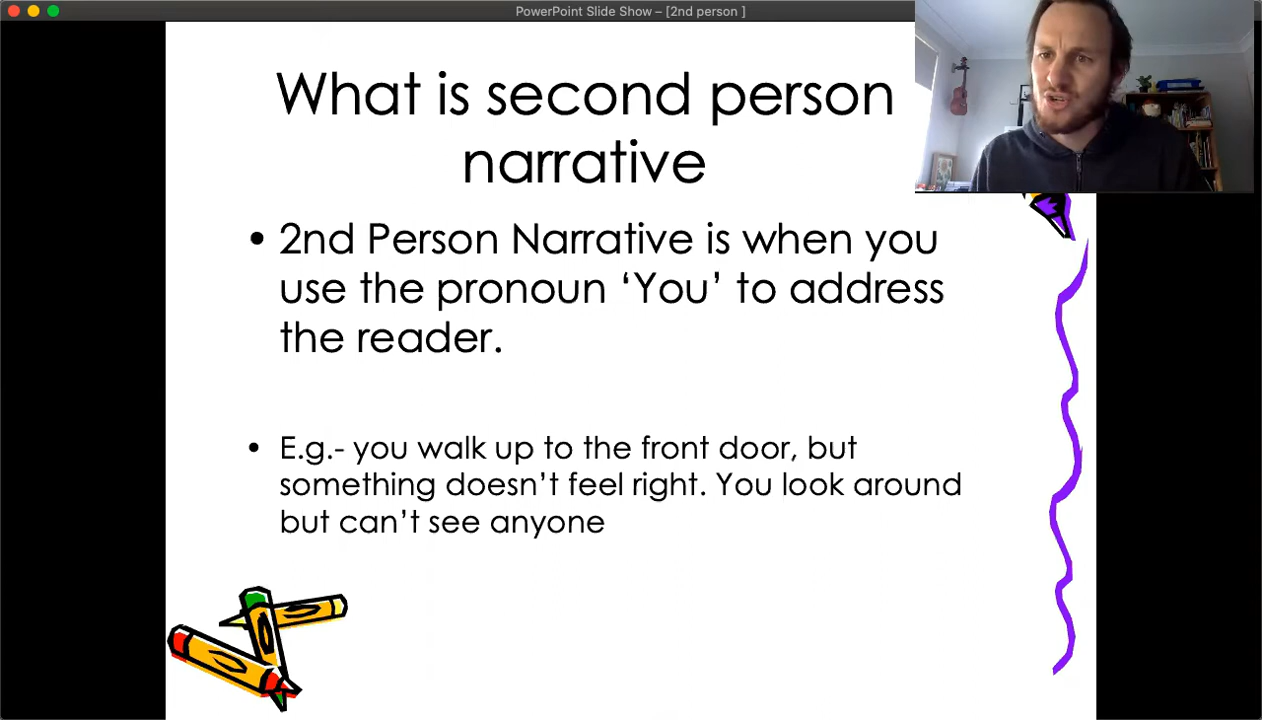 PowerPoint Slide Show – [2nd person ]
What is second person
narrative
• 2nd Person Narrative is when you
use the pronoun ‘You’ to address
the reader.
• E.g.- you walk up to the front door, but
something doesn’t feel right. You look around
but can’t see anyone